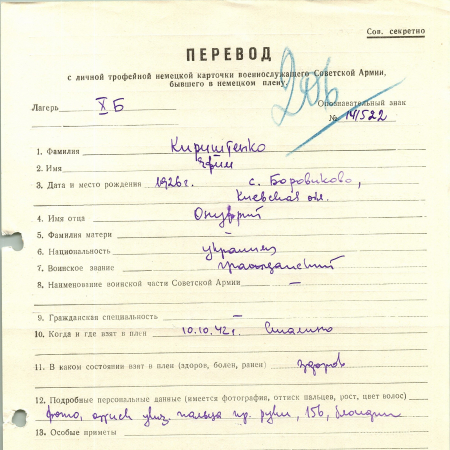 Сов. секретно
ПЕРЕВОД
с личной трофейной немецкой карточки военнослужащего Советской Армии,
бывшего в немецком плену.
Лагерь X Б
Опознавательный знак
№ 141522
1. Фамилия Кириштенко
2. Имя
3. Дата и место рождения 1926 г. с. Боровиково,
Киевская обл.
4. Имя отца Онуфрий
5. Фамилия матери –
6. Национальность украинец
7. Воинское звание гражданский
8. Наименование воинской части Советской Армии —
9. Гражданская специальность —
10. Когда и где взят в плен 10.10.42 г. Сталино
11. В каком состоянии взят в плен (здоров, болен, ранен) здоров
12. Подробные персональные данные (имеется фотография, оттиск пальцев, рост, цвет волос)
фото, оттиск указ. пальца пр. руки, 156, блондин
13. Особые приметы